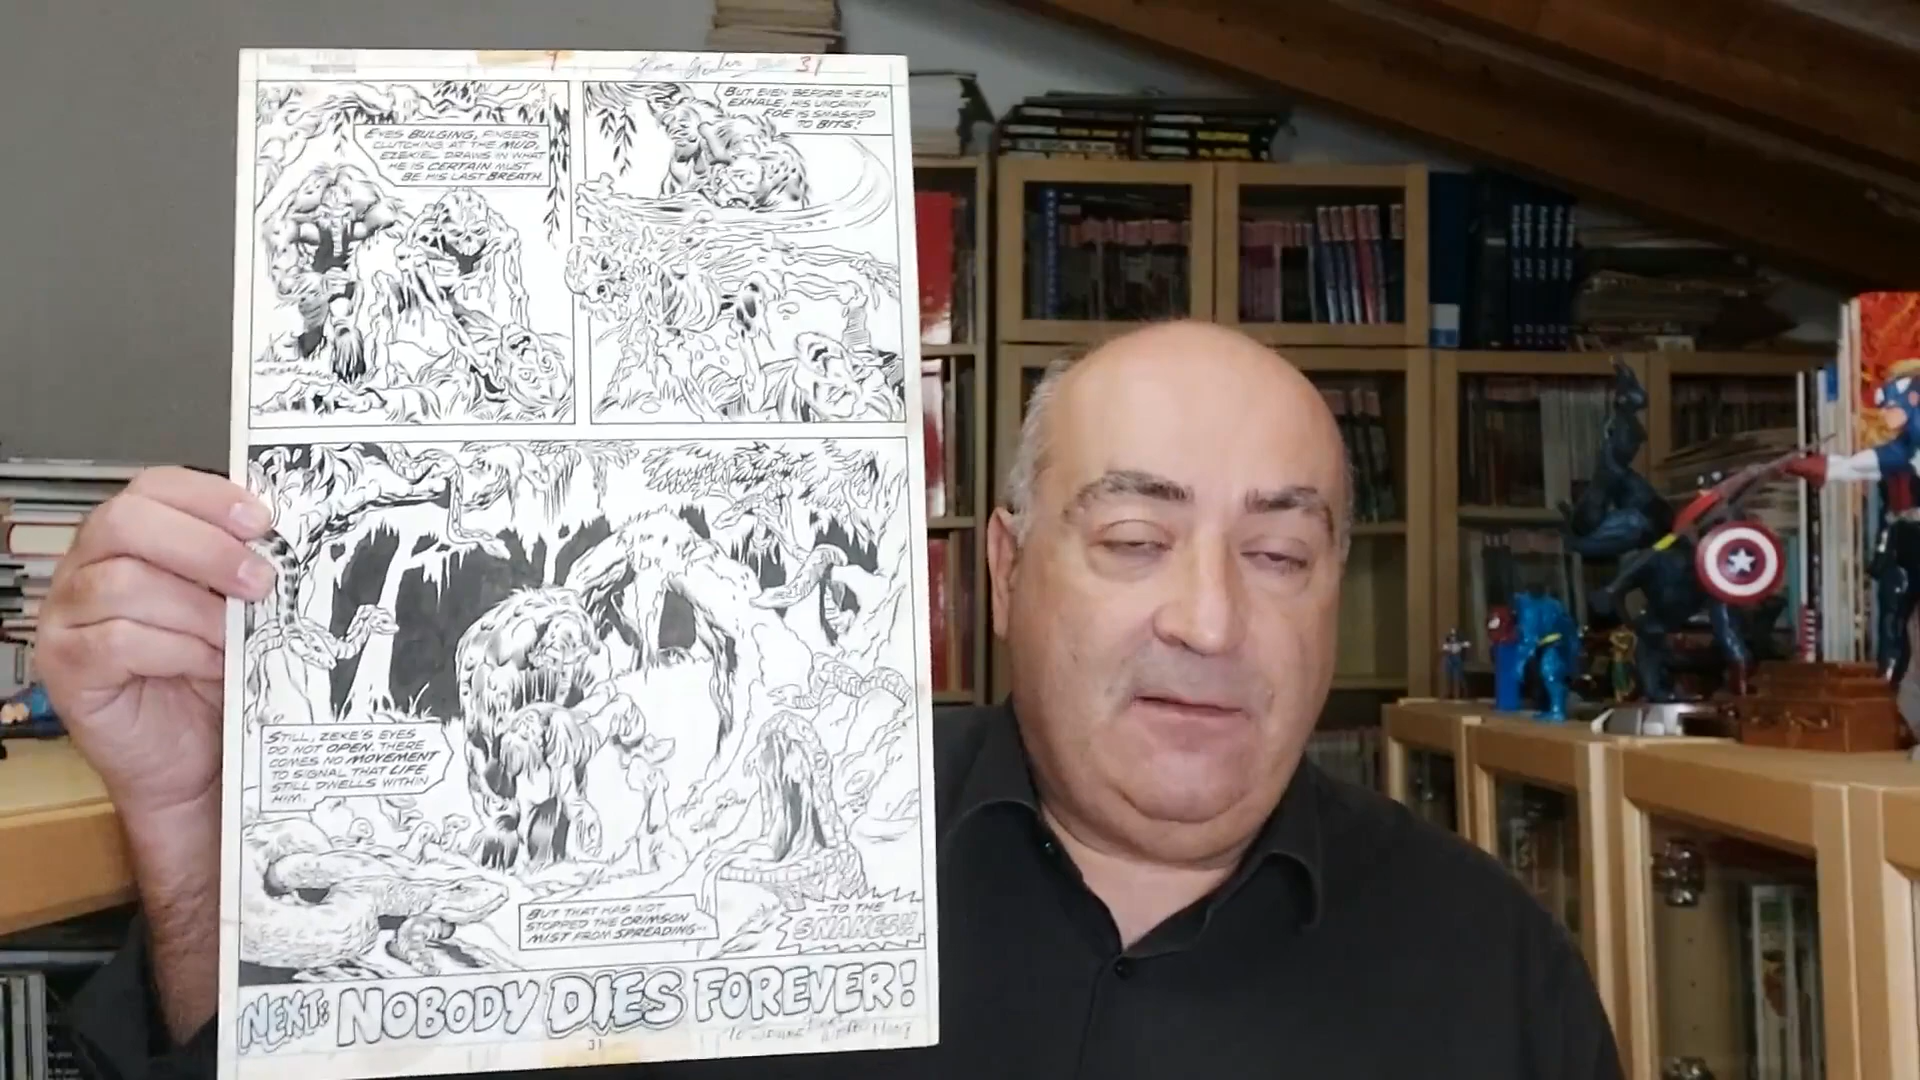 31
EYES BULGING, FINGERS
CLUTCHING AT THE MUD,
EZEKIEL DRAWS IN WHAT
HE IS CERTAIN MUST
BE HIS LAST BREATH.
BUT EVEN BEFORE HE CAN
EXHALE, HIS UNCANNY
FOE IS SMASHED
TO BITS!
STILL, ZEKE'S EYES
DO NOT OPEN. THERE
COMES NO MOVEMENT
TO SIGNAL THAT LIFE
STILL DWELLS WITHIN
HIM.
BUT THAT HAS NOT
STOPPED THE CRIMSON
MIST FROM SPREADING--
--TO THE
SNAKES!!
NEXT: NOBODY DIES FOREVER!
31